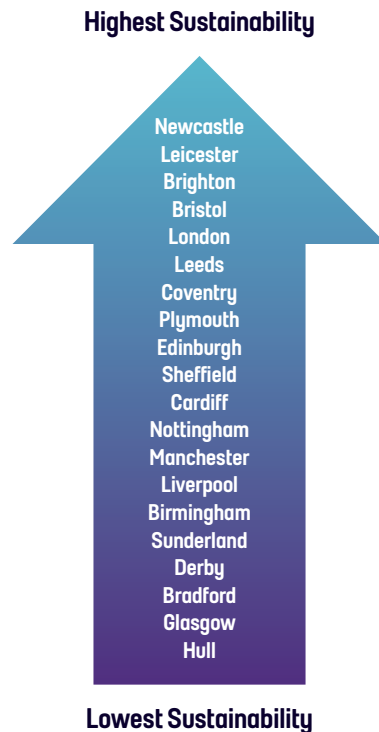 Highest Sustainability
Newcastle
Leicester
Brighton
Bristol
London
Leeds
Coventry
Plymouth
Edinburgh
Sheffield
Cardiff
Nottingham
Manchester
Liverpool
Birmingham
Sunderland
Derby
Bradford
Glasgow
Hull
Lowest Sustainability